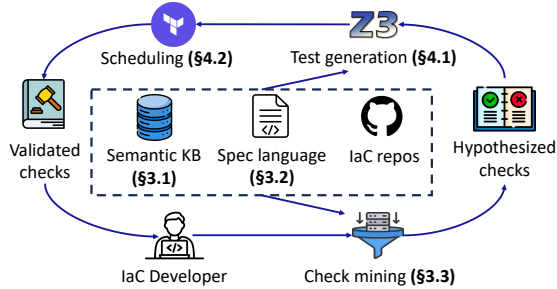 Z3
Scheduling (§4.2)
Test generation (§4.1)
Validated
checks
Semantic KB
(§3.1)
Spec language
(§3.2)
IaC repos
Hypothesized
checks
IaC Developer
Check mining (§3.3)